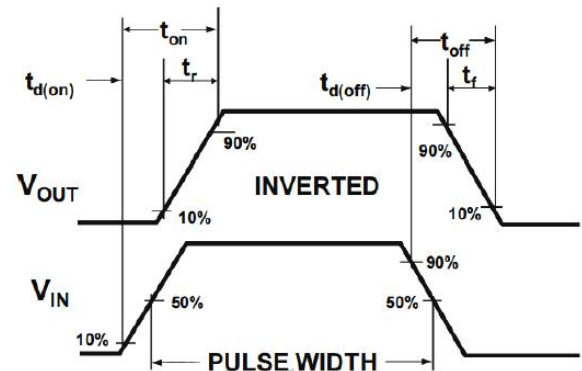 ton
toff
tr
tf
td(on)
td(off)
90%
90%
VOUT
INVERTED
10%
10%
90%
VIN
50%
50%
10%
PULSE WIDTH